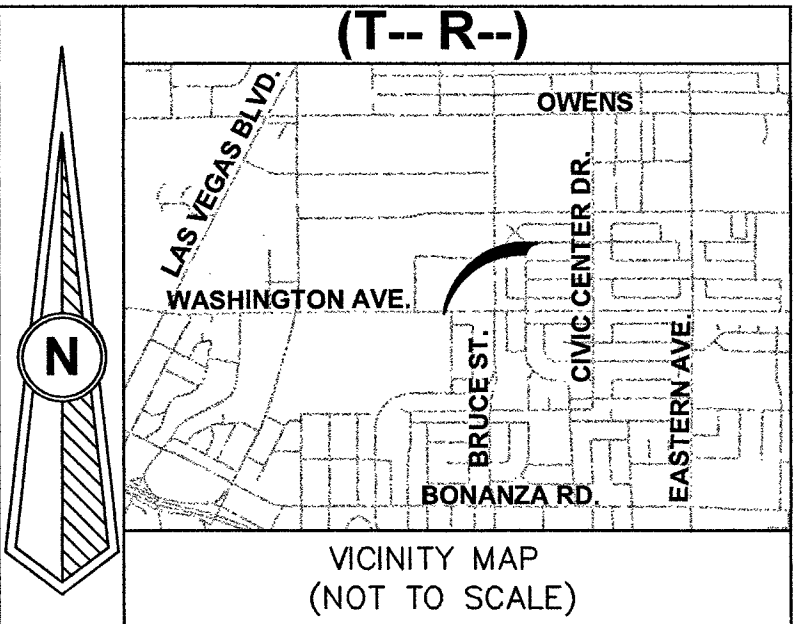 (T-- R--)
OWENS
LAS VEGAS BLVD.
CIVIC CENTER DR.
WASHINGTON AVE.
N
BRUCE ST.
EASTERN AVE.
BONANZA RD.
VICINITY MAP
(NOT TO SCALE)